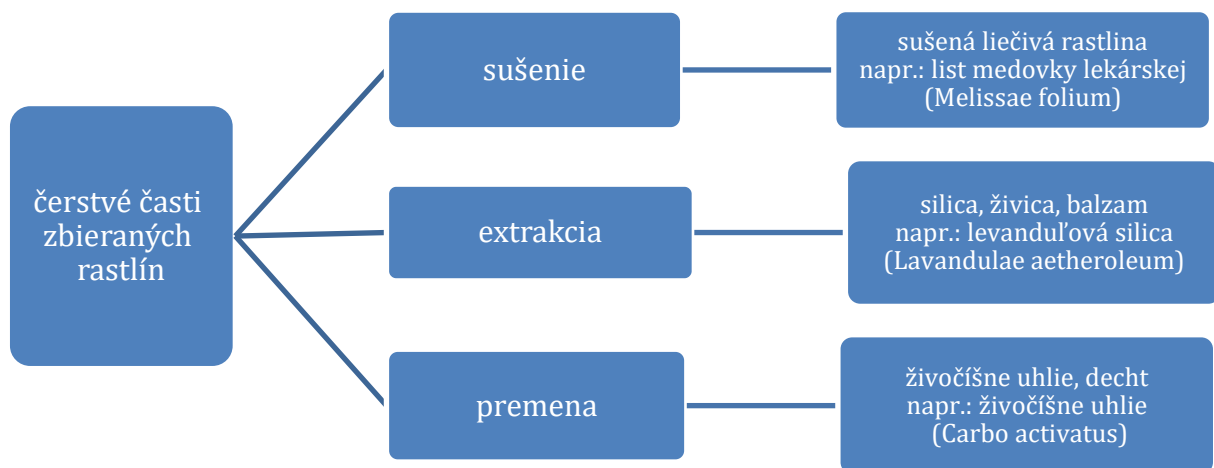 čerstvé časti
zbieraných
rastlín
sušenie
sušená liečivá rastlina
napr.: list medovky lekárskej
(Melissae folium)
extrakcia
silica, živica, balzam
napr.: levanduľová silica
(Lavandulae aetheroleum)
premena
živočíšne uhlie, decht
napr.: živočíšne uhlie
(Carbo activatus)